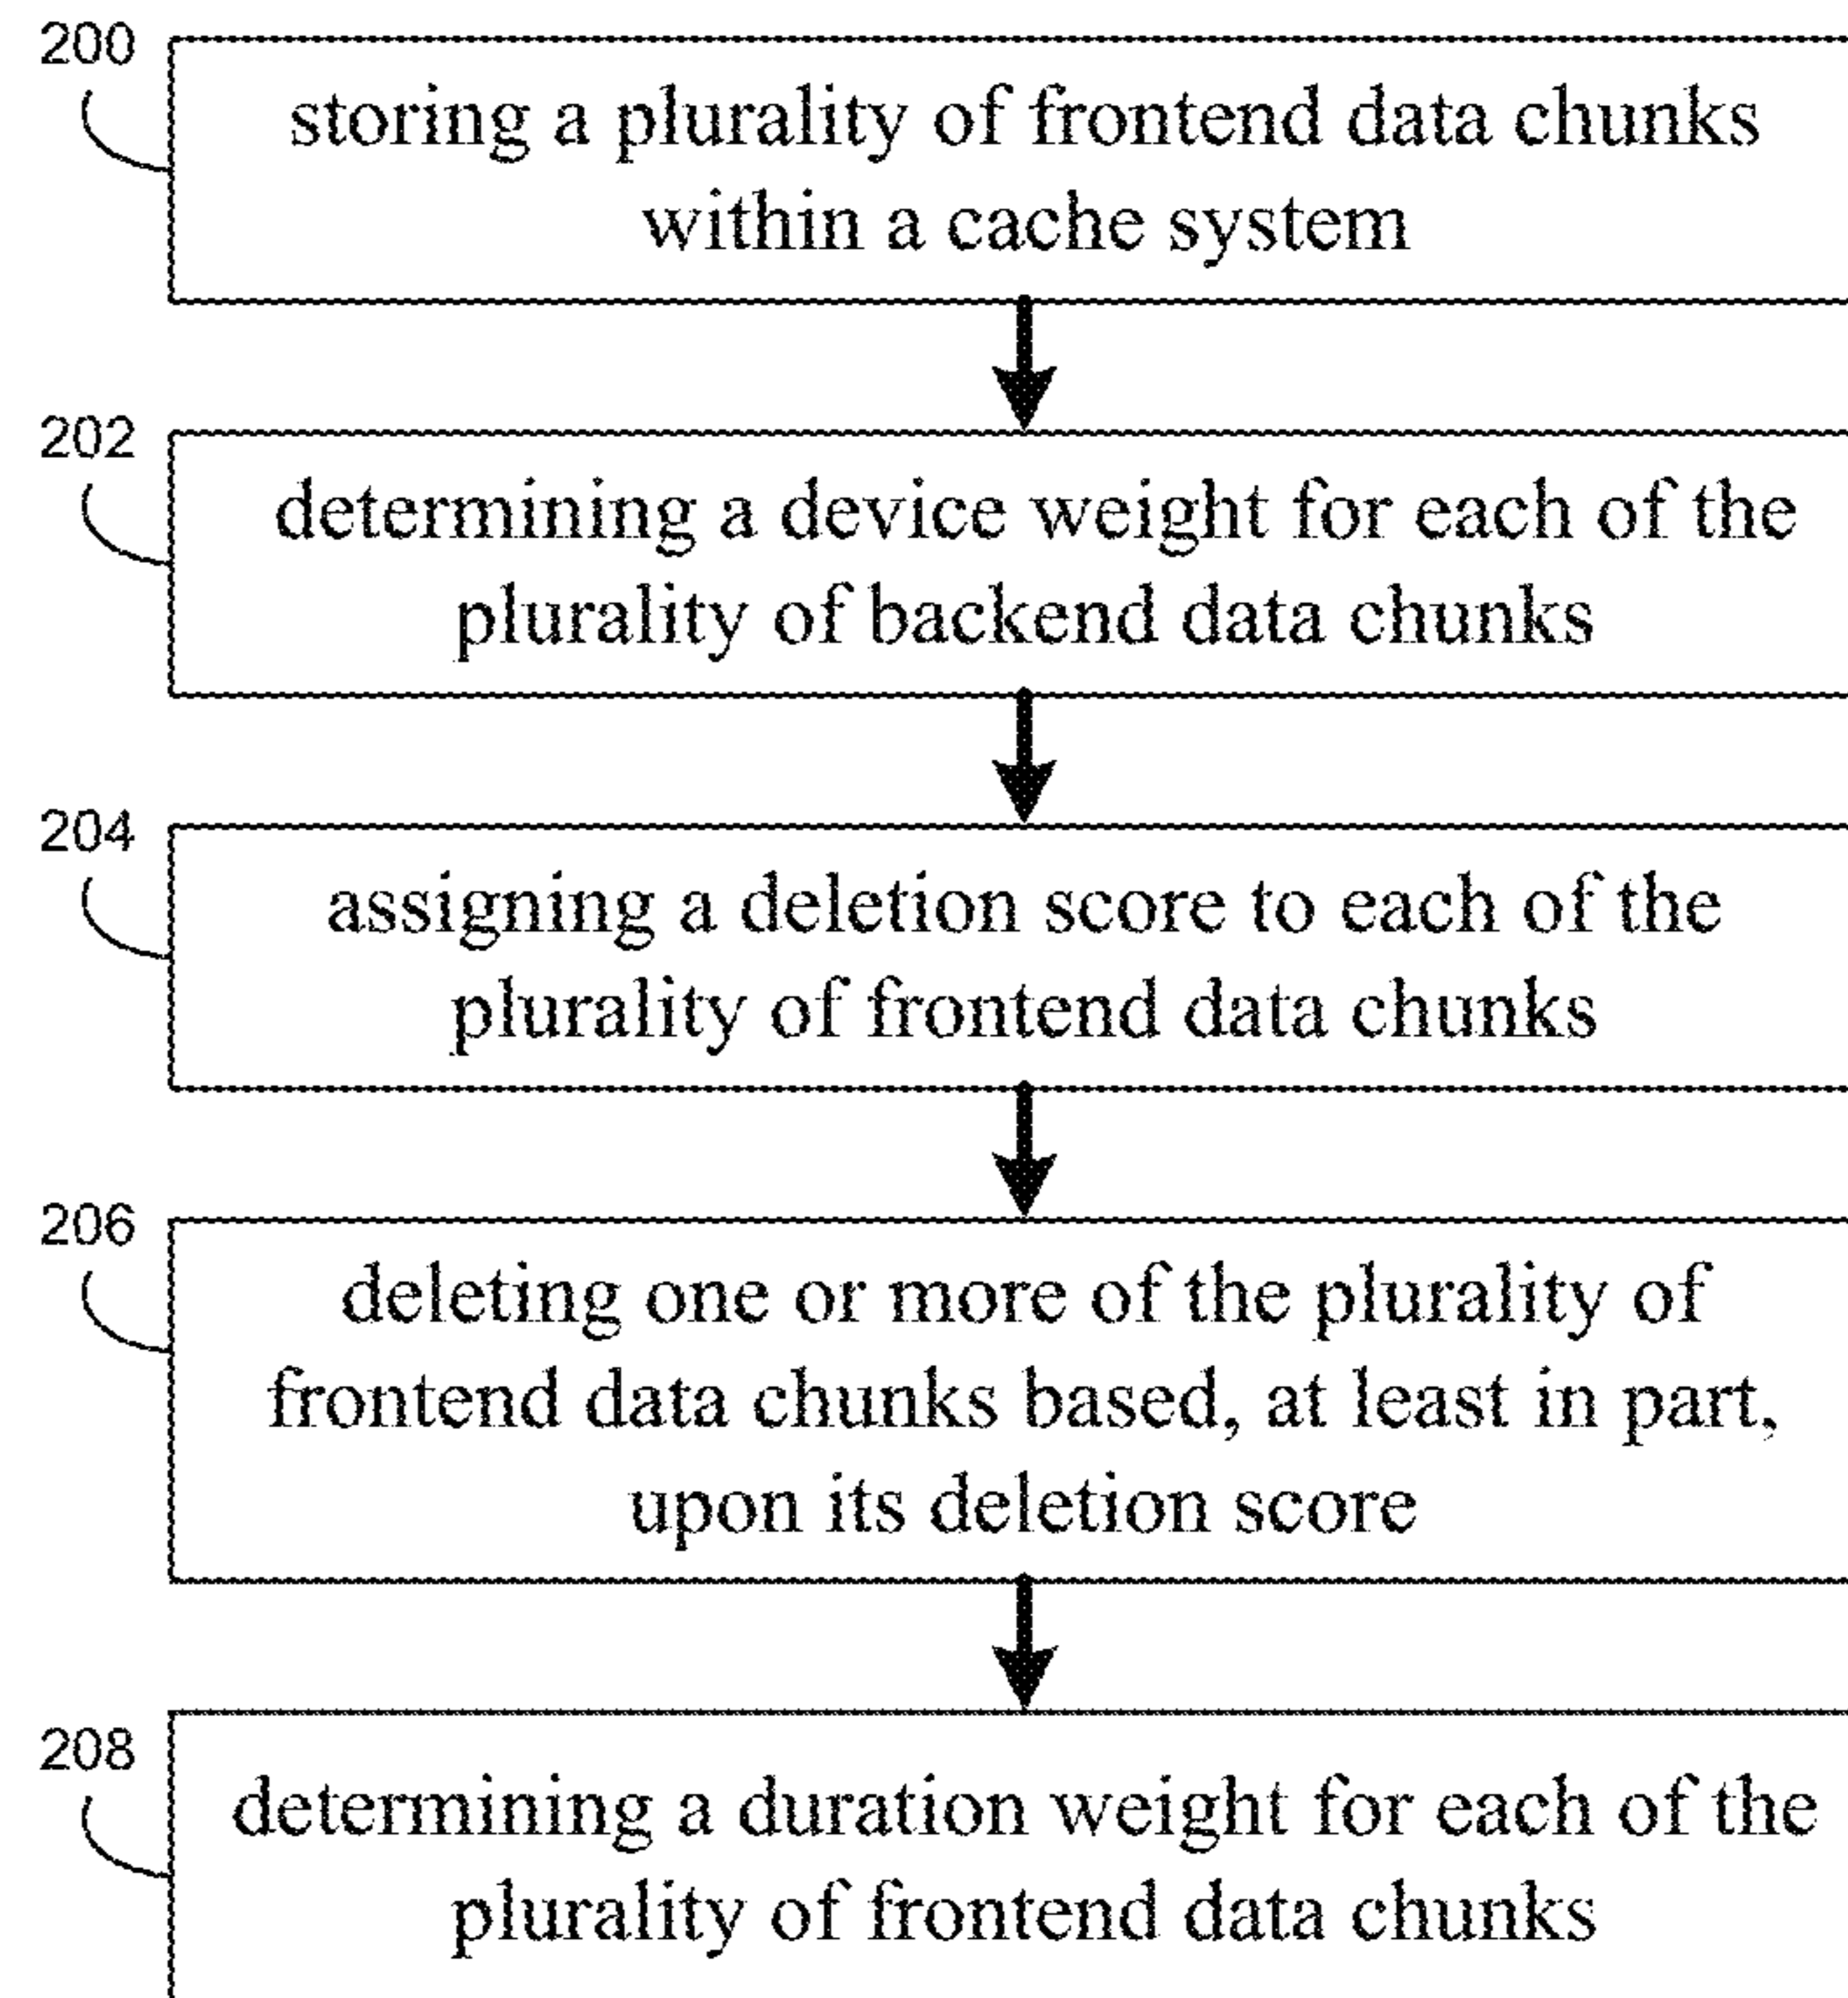 200
storing a plurality of frontend data chunks
within a cache system
202
determining a device weight for each of the
plurality of backend data chunks
204
assigning a deletion score to each of the
plurality of frontend data chunks
206
deleting one or more of the plurality of
frontend data chunks based, at least in part,
upon its deletion score
208
determining a duration weight for each of the
plurality of frontend data chunks